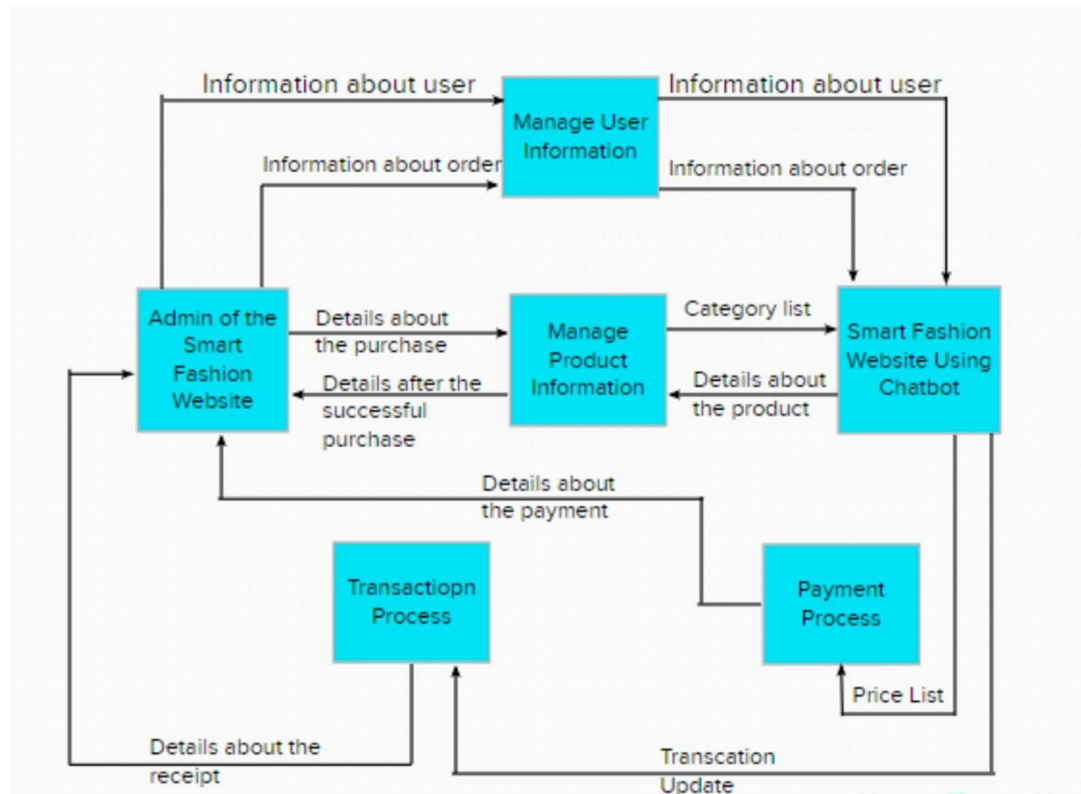 Information about user
Information about user
Manage User
Information
Information about order
Information about order
Admin of the
Smart
Fashion
Website
Details about
the purchase
Details after the
successful
purchase
Manage
Product
Information
Category list
Details about
the product
Smart Fashion
Website Using
Chatbot
Details about
the payment
Transactiopn
Process
Payment
Process
Price List
Details about the
receipt
Transcation
Update